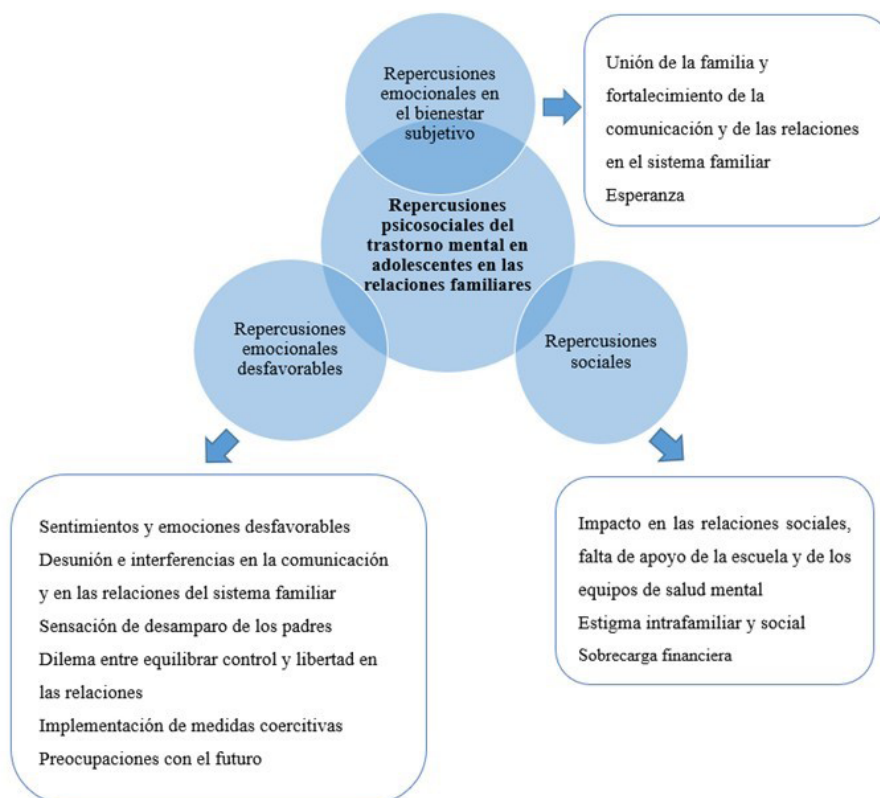 Repercusiones
emocionales en
el bienestar
subjetivo
Unión de la familia y
fortalecimiento de la
comunicación y de las relaciones
en el sistema familiar
Esperanza
Repercusiones
psicosociales del
trastorno mental en
adolescentes en las
relaciones familiares
Repercusiones
emocionales
desfavorables
Repercusiones
sociales
Sentimientos y emociones desfavorables
Desunión e interferencias en la comunicación
y en las relaciones del sistema familiar
Sensación de desamparo de los padres
Dilema entre equilibrar control y libertad en
las relaciones
Implementación de medidas coercitivas
Preocupaciones con el futuro
Impacto en las relaciones sociales,
falta de apoyo de la escuela y de los
equipos de salud mental
Estigma intrafamiliar y social
Sobrecarga financiera